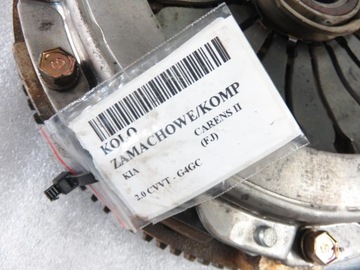 KOLO
ZAMACHOWE/KOMP
KIA CARENS II
(FJ)
2.0 CVVT - G4GC